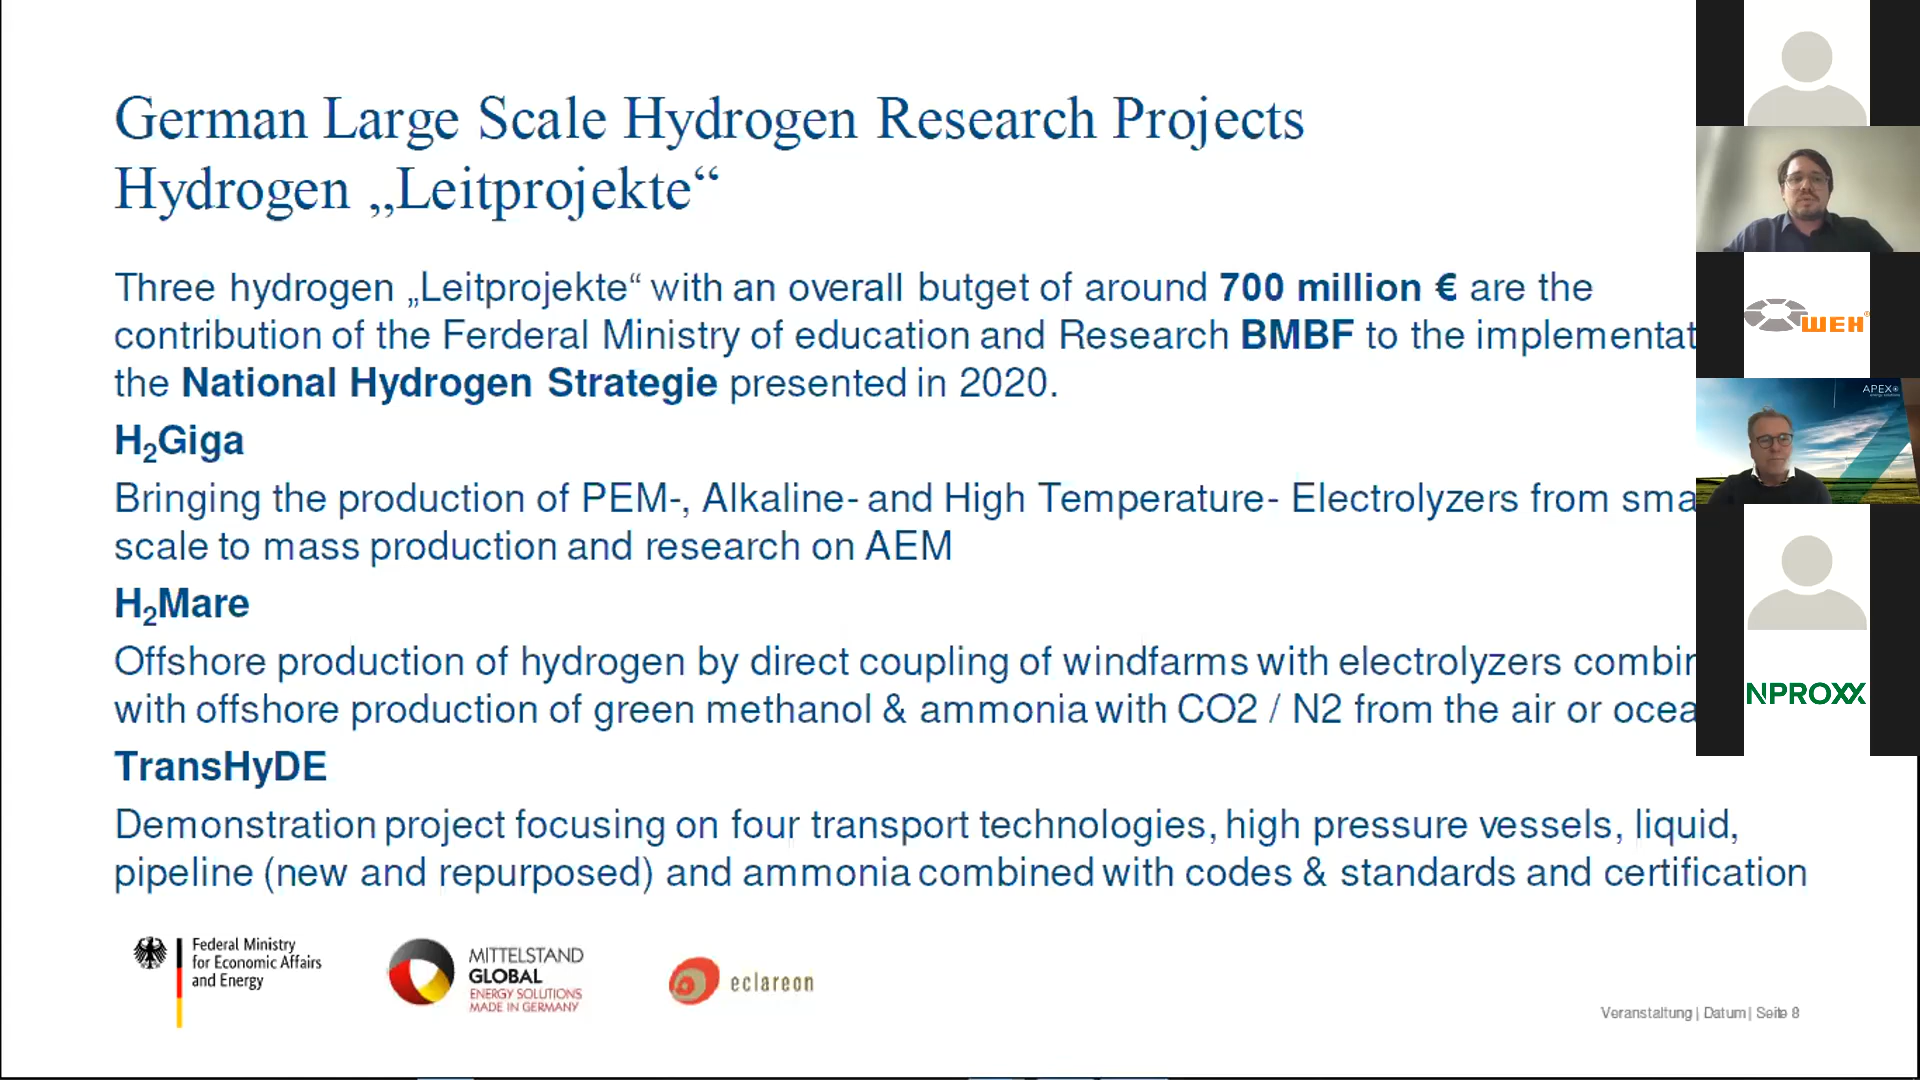 German Large Scale Hydrogen Research Projects
Hydrogen „Leitprojekte“
Three hydrogen „Leitprojekte“ with an overall butget of around 700 million € are the
contribution of the Ferderal Ministry of education and Research BMBF to the implementat
the National Hydrogen Strategie presented in 2020.
H₂Giga
Bringing the production of PEM-, Alkaline- and High Temperature- Electrolyzers from sma
scale to mass production and research on AEM
H₂Mare
Offshore production of hydrogen by direct coupling of windfarms with electrolyzers combin
with offshore production of green methanol & ammonia with CO2 / N2 from the air or ocea
TransHyDE
Demonstration project focusing on four transport technologies, high pressure vessels, liquid,
pipeline (new and repurposed) and ammonia combined with codes & standards and certification
Federal Ministry
for Economic Affairs
and Energy
MITTELSTAND
GLOBAL
ENERGY SOLUTIONS
MADE IN GERMANY
eclareon
Veranstaltung | Datum | Seite 8
WEH®
APEX
energy solutions
NPROXX